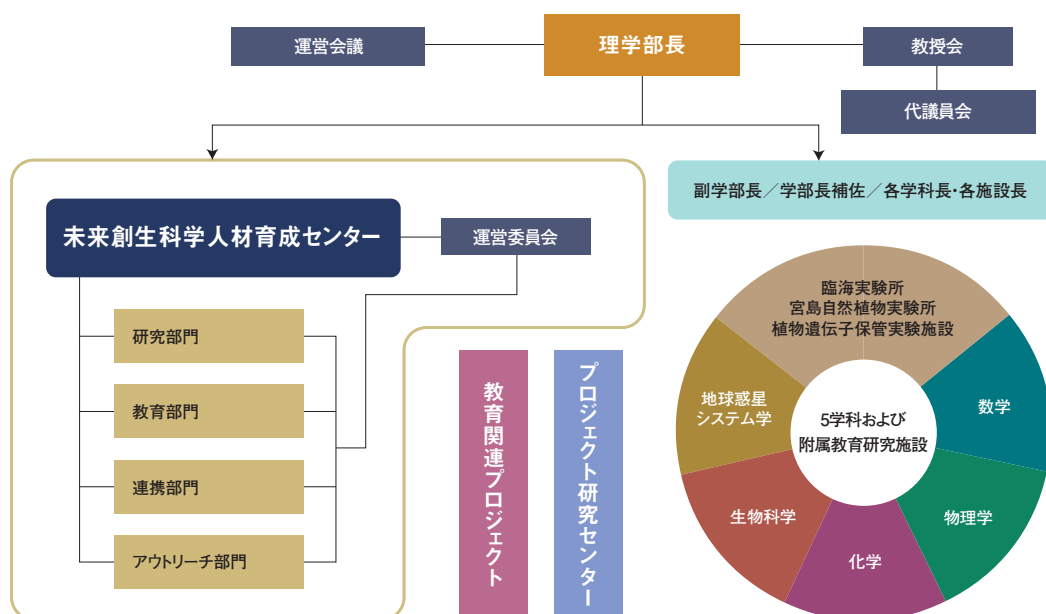 運営会議
理学部長
教授会
代議員会
副学部長／学部長補佐／各学科長・各施設長
未来創生科学人材育成センター
運営委員会
研究部門
教育部門
連携部門
アウトリーチ部門
教育関連プロジェクト
プロジェクト研究センター
臨海実験所
宮島自然植物実験所
植物遺伝子保管実験施設
地球惑星
システム学
数学
5学科および
附属教育研究施設
生物科学
物理学
化学